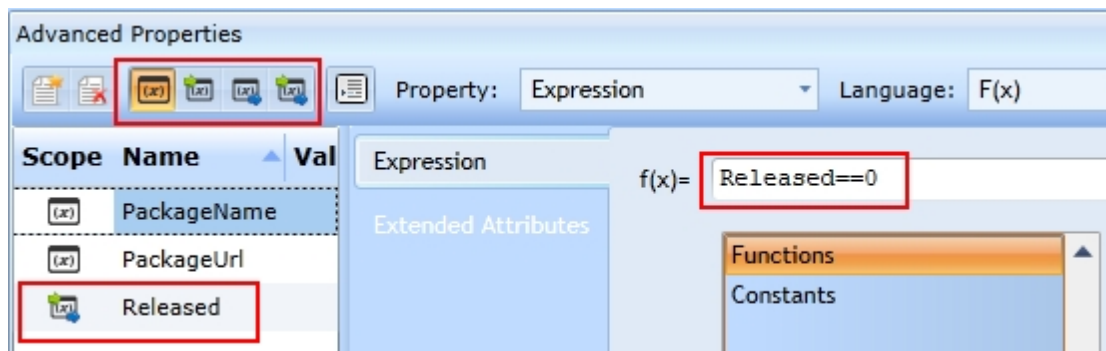 Advanced Properties
Property: Expression Language: F(x)
Scope Name Val Expression
f(x)= Released==0
(x) PackageName
Extended Attributes
(x) PackageUrl
Functions
Released
Constants